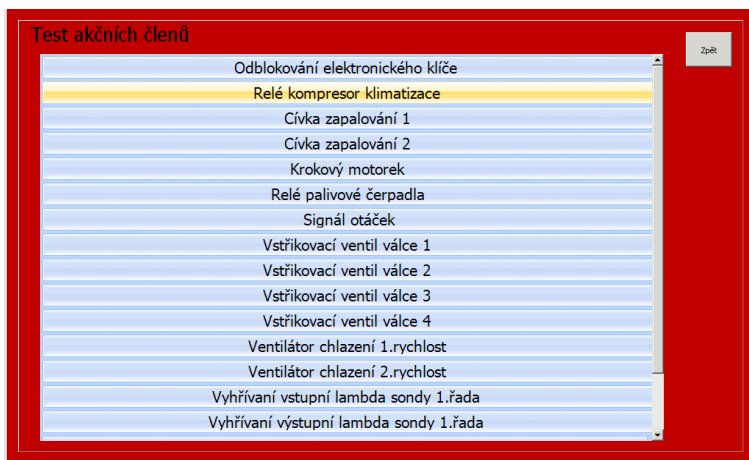 Test akčních členů
Zpět
Odblokování elektronického klíče
Relé kompresor klimatizace
Cívka zapalování 1
Cívka zapalování 2
Krokový motorek
Relé palivové čerpadla
Signál otáček
Vstřikovací ventil válce 1
Vstřikovací ventil válce 2
Vstřikovací ventil válce 3
Vstřikovací ventil válce 4
Ventilátor chlazení 1.rychlost
Ventilátor chlazení 2.rychlost
Vyhřívaní vstupní lambda sondy 1.řada
Vyhřívaní výstupní lambda sondy 1.řada